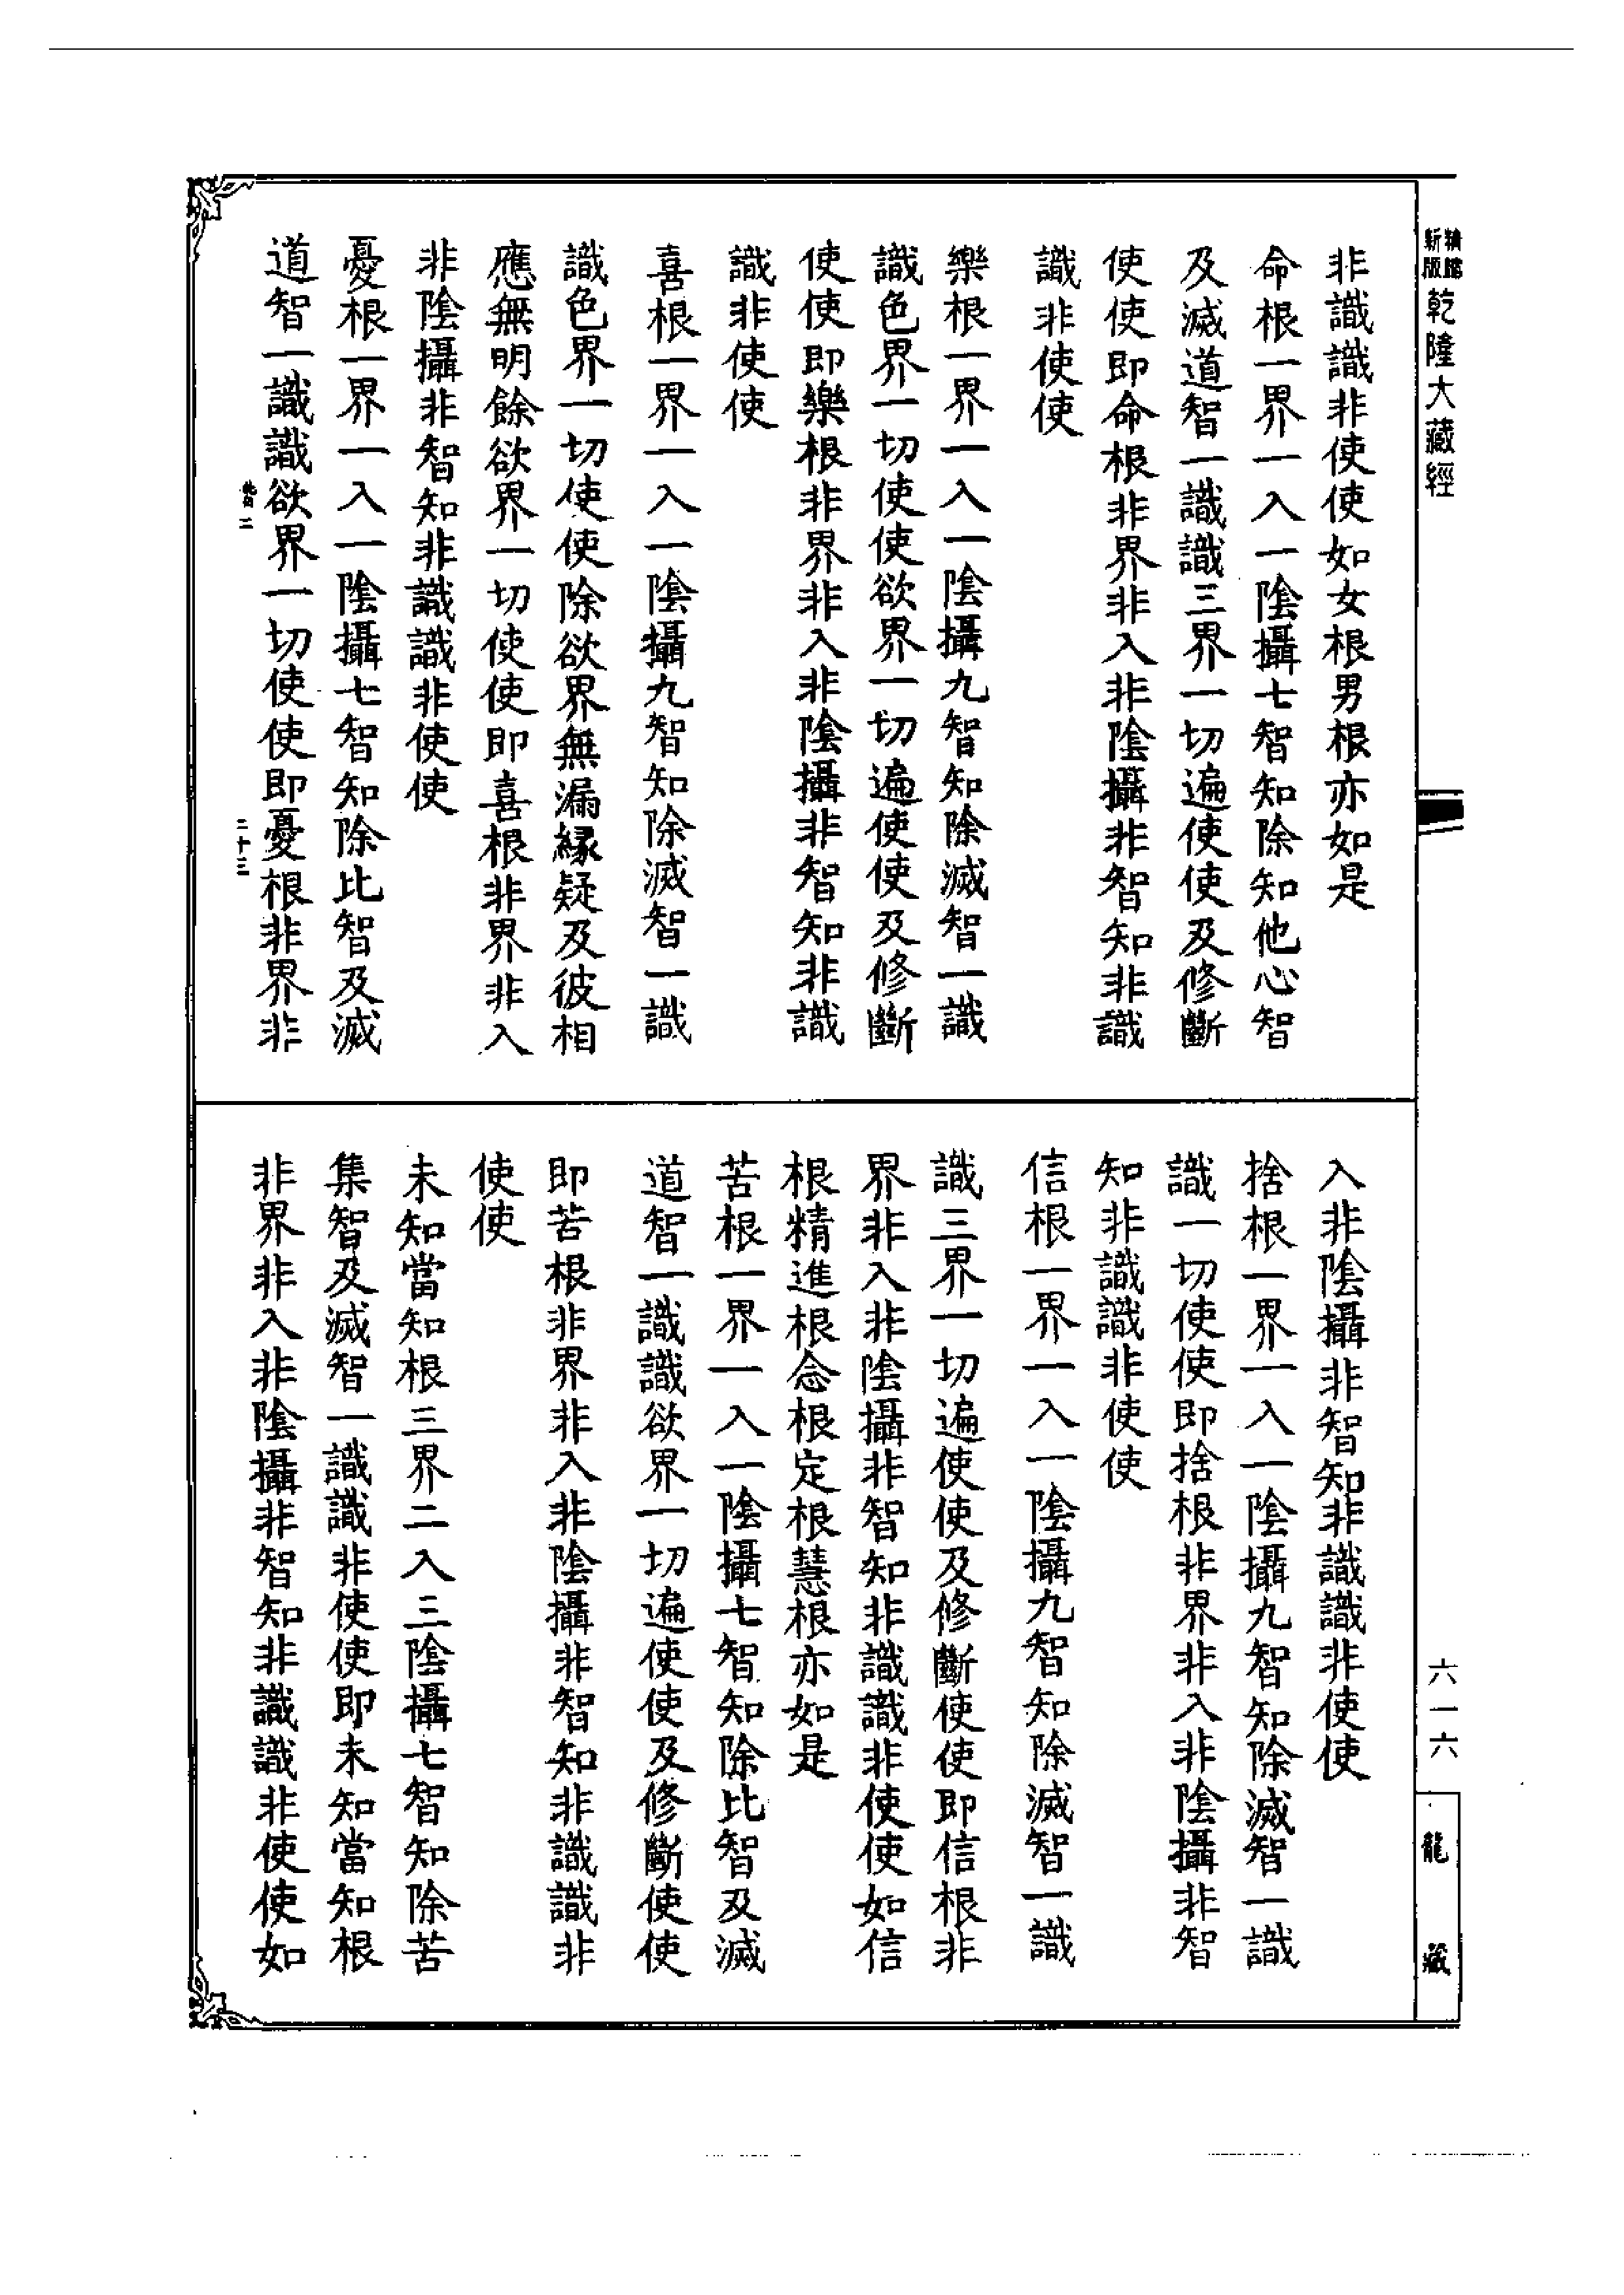 新版
精縮
乾隆大藏經
非識識非使使如女根男根亦如是
命根一界一入一陰攝七智知除知他心智
及滅道智一識識三界一切遍使使及修斷
使使即命根非界非入非陰攝非智知非識
識非使使
樂根一界一入一陰攝九智知除滅智一識
識色界一切使使欲界一切遍使使及修斷
使使即樂根非界非入非陰攝非智知非識
識非使使
喜根一界一入一陰攝九智知除滅智一識
識色界一切使使除欲界無漏緣疑及彼相
應無明餘欲界一切使使即喜根非界非入
非陰攝非智知非識識非使使
憂根一界一入一陰攝七智知除比智及滅
道智一識識欲界一切使使即憂根非界非
二
二十三
入非陰攝非智知非識識非使使
捨根一界一入一陰攝九智知除滅智一識
識一切使使即捨根非界非入非陰攝非智
知非識識非使使
信根一界一入一陰攝九智知除滅智一識
識三界一切遍使使及修斷使使即信根非
界非入非陰攝非智知非識識非使使如信
根精進根念根定根慧根亦如是
苦根一界一入一陰攝七智知除比智及滅
道智一識識欲界一切遍使使及修斷使使
即苦根非界非入非陰攝非智知非識識非
使使
未知當知根三界二入三陰攝七智知除苦
集智及滅智一識識非使使即未知當知根
非界非入非陰攝非智知非識識非使使如
六一六
龍藏